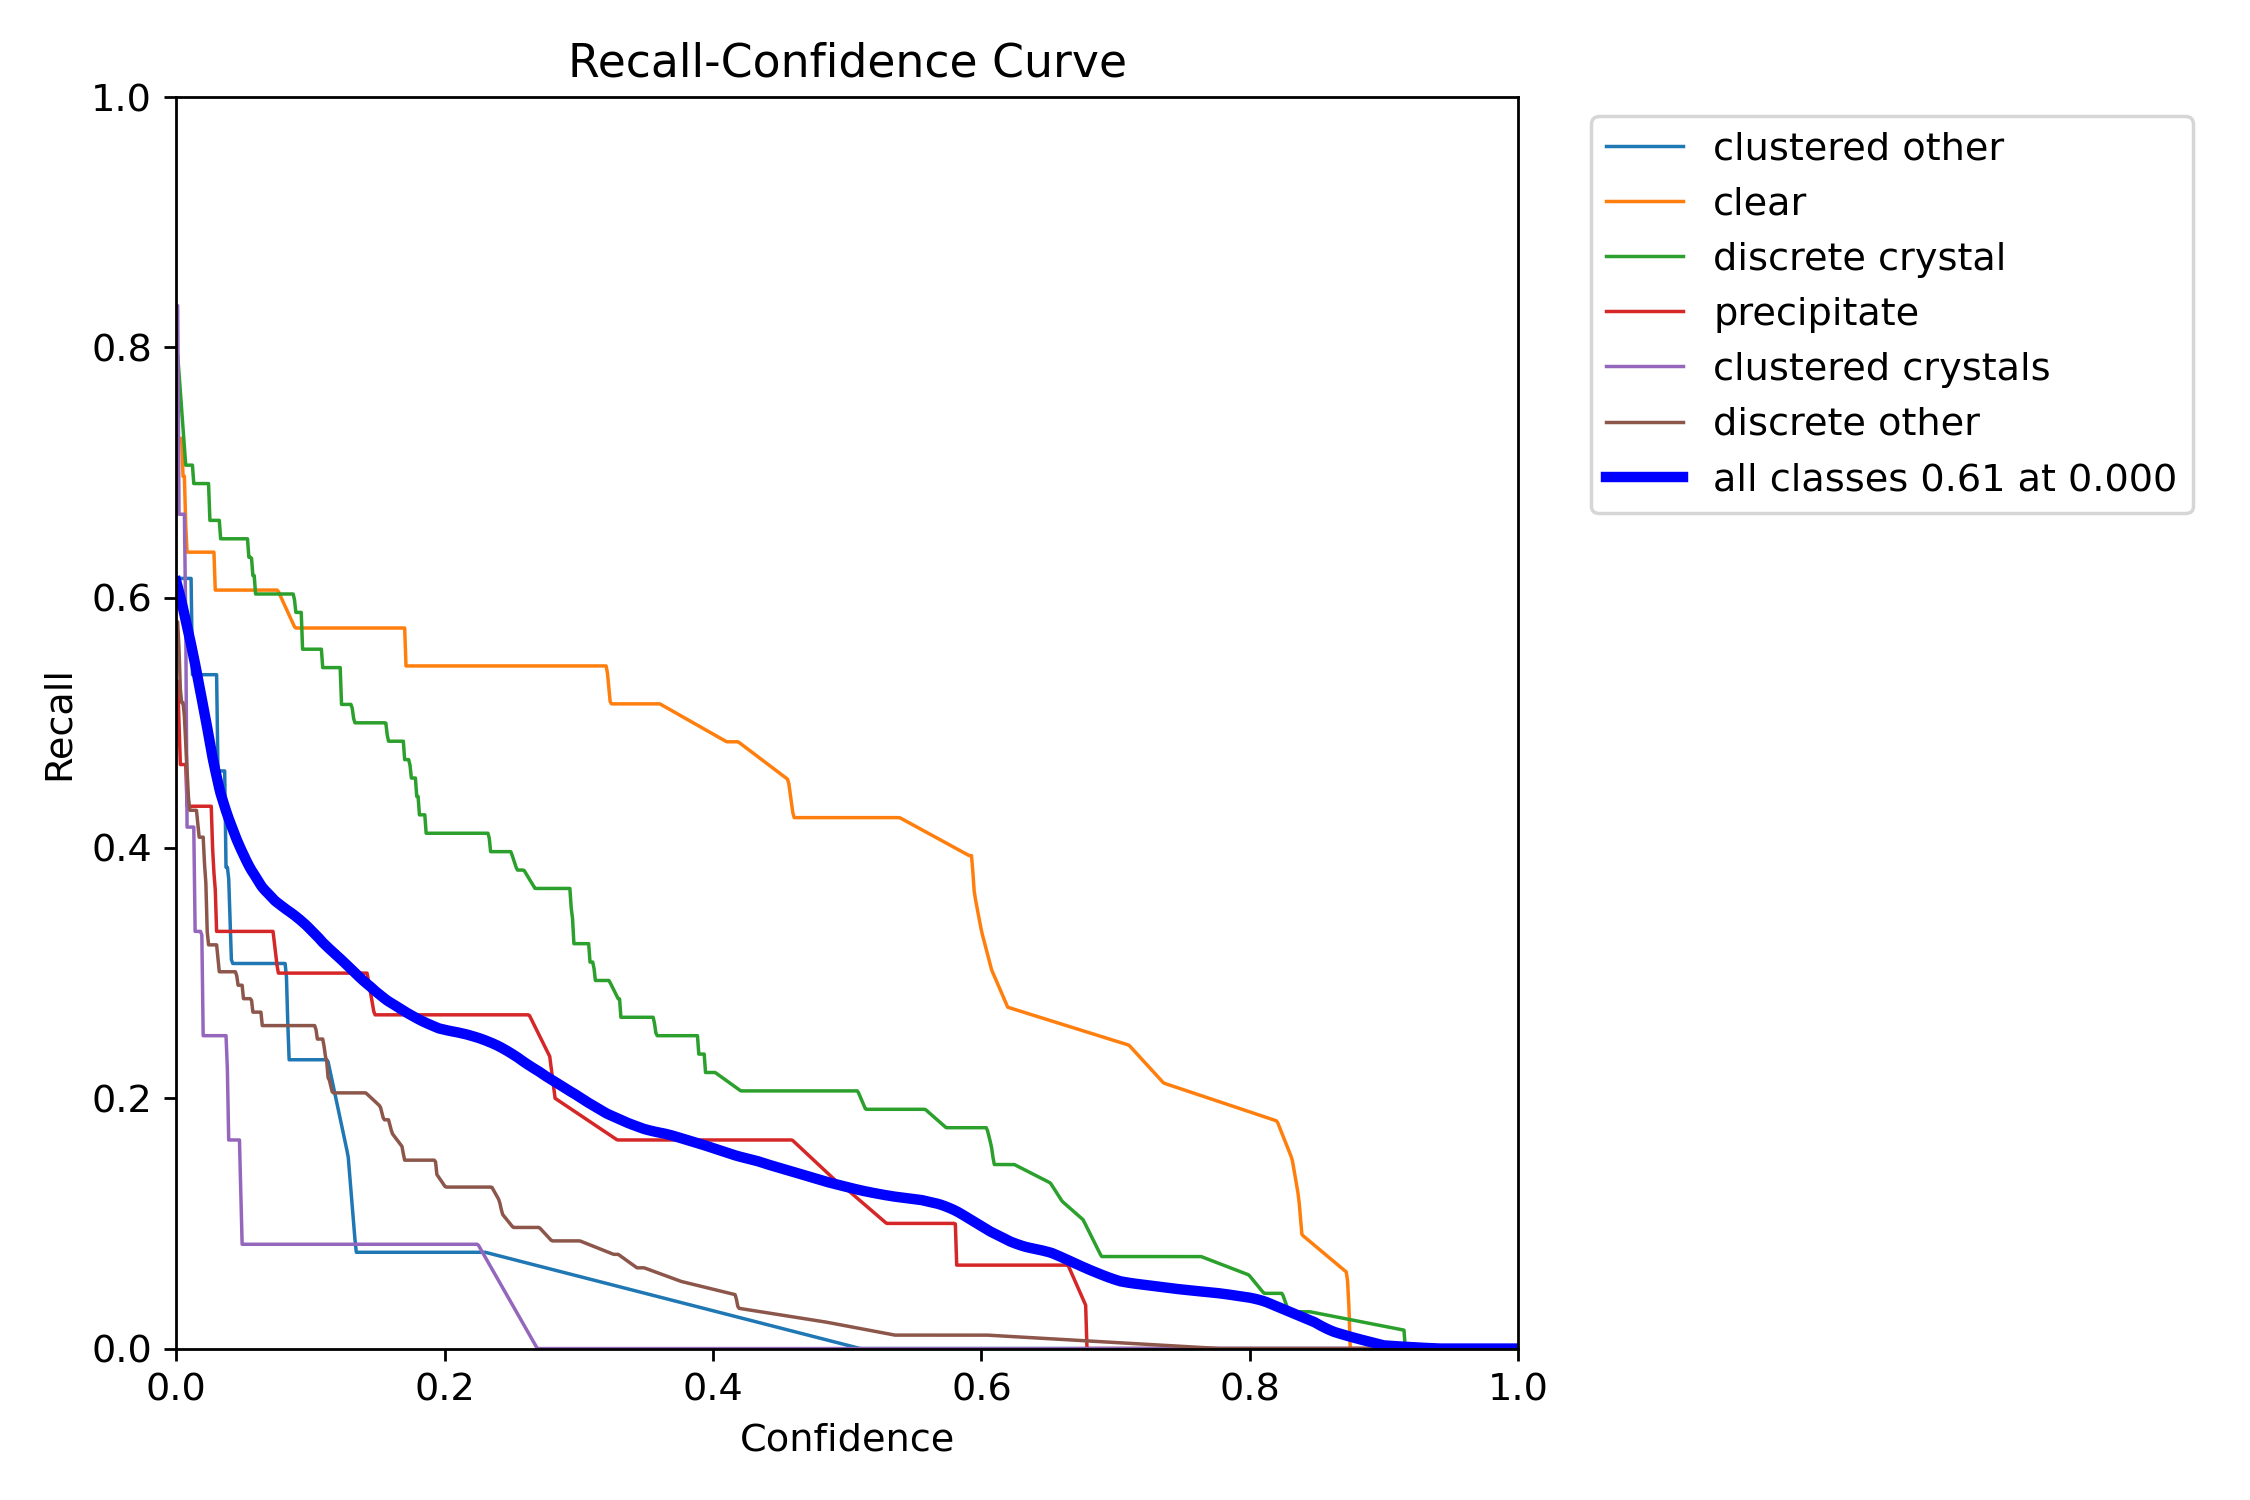 Recall-Confidence Curve
1.0
0.8
0.6
0.4
0.2
0.0
Recall
0.0 0.2 0.4 0.6 0.8 1.0
Confidence
clustered other
clear
discrete crystal
precipitate
clustered crystals
discrete other
all classes 0.61 at 0.000